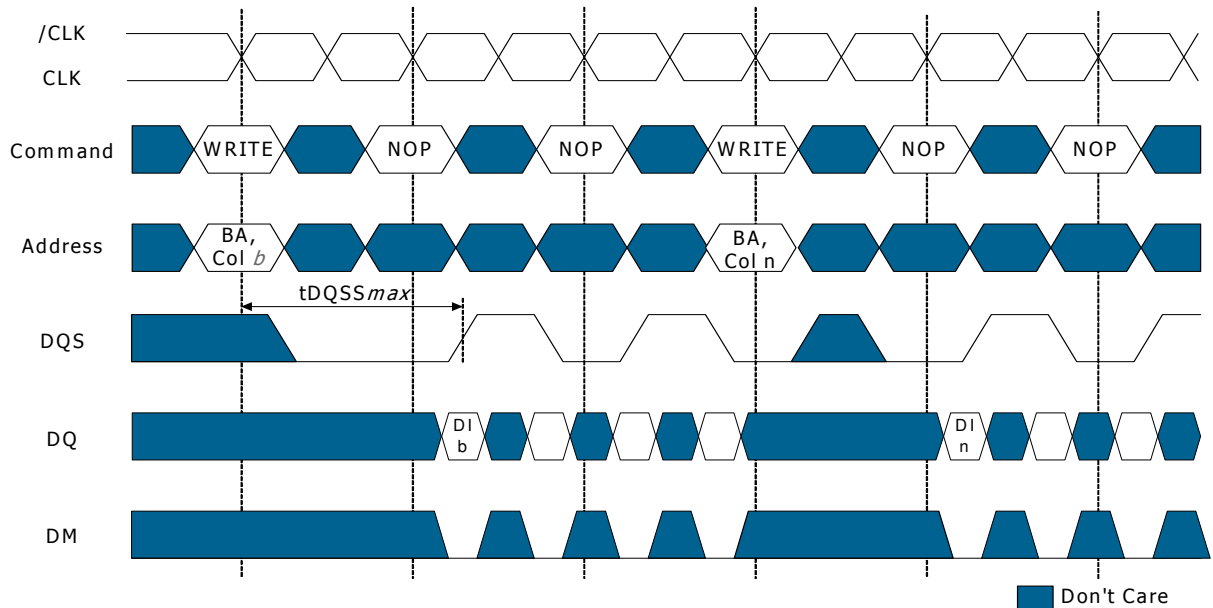 /CLK
CLK
Command
WRITE
NOP
NOP
WRITE
NOP
NOP
Address
BA,
Col b
BA,
Col n
tDQSSmax
DQS
DQ
DI
b
DI
n
DM
Don't Care